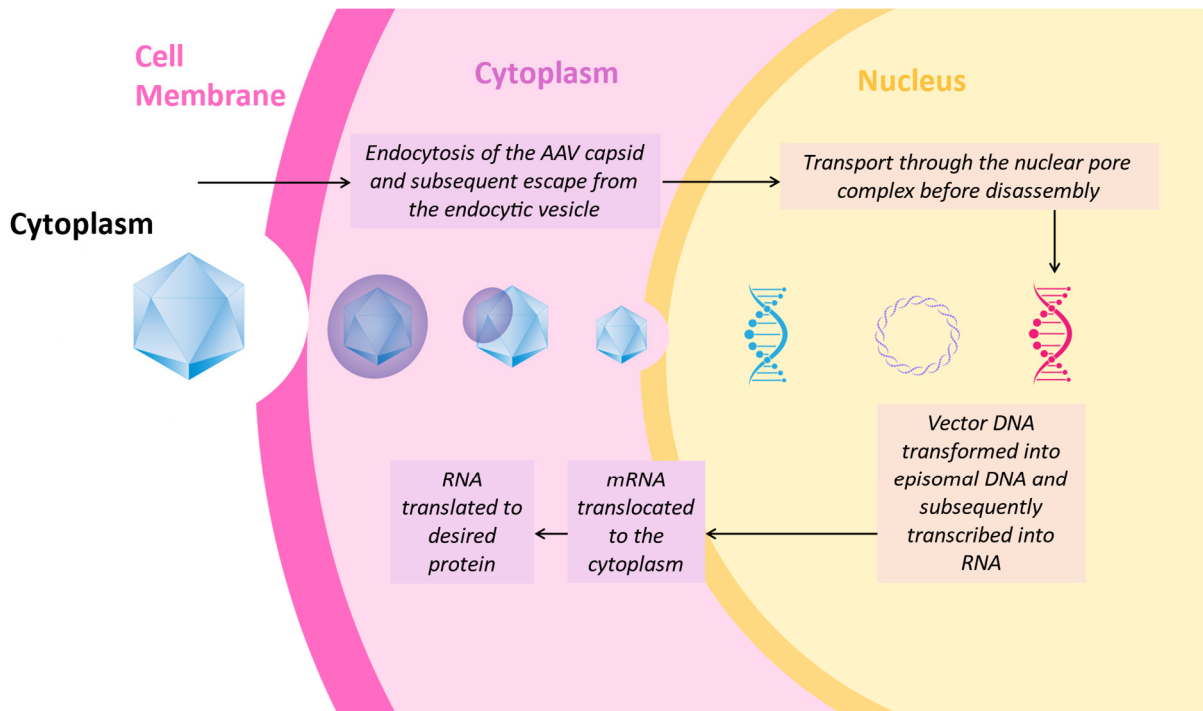 Cell
Membrane
Cytoplasm
Nucleus
Endocytosis of the AAV capsid
and subsequent escape from
the endocytic vesicle
Transport through the nuclear pore
complex before disassembly
Cytoplasm
Vector DNA
transformed into
episomal DNA and
subsequently
transcribed into
RNA
mRNA
translocated
to the
cytoplasm
RNA
translated to
desired
protein